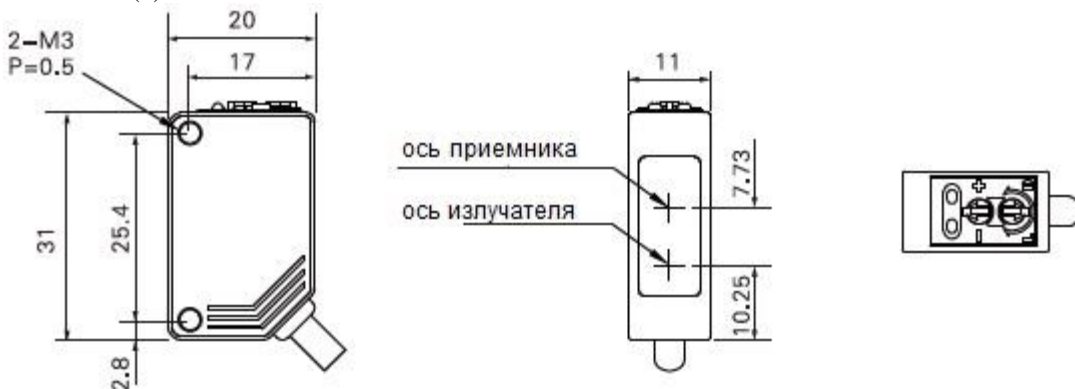 20
2-M3
P=0.5
17
11
31
25.4
2.8
ось приемника
ось излучателя
7.73
10.25
+
-